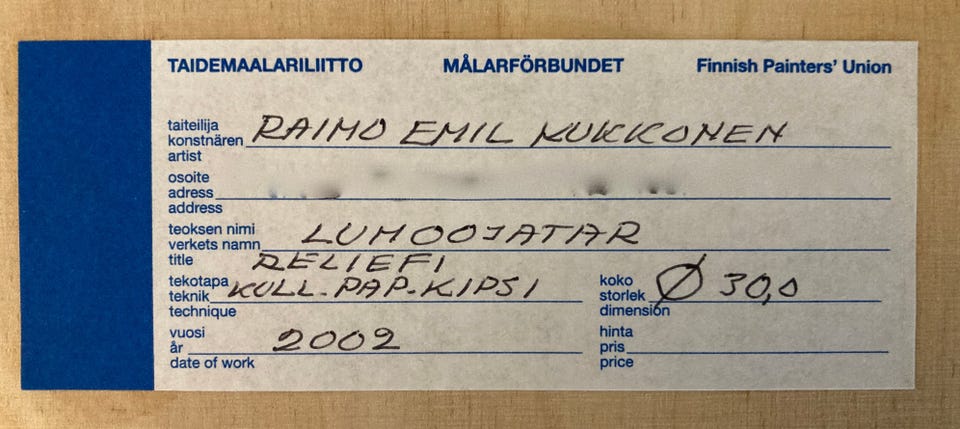 TAIDEMAALARILIITTO MÅLARFÖRBUNDET Finnish Painters' Union
taiteilija
konstnären RAIMO EMIL KUKKONEN
artist
osoite
adress
address
teoksen nimi
verkets namn LUMOOJATAR
title RELIEFI
tekotapa
teknik KULL-PAP-KIPSI
technique
koko
storlek Ø 30,0
dimension
vuosi
år 2002
date of work
hinta
pris
price